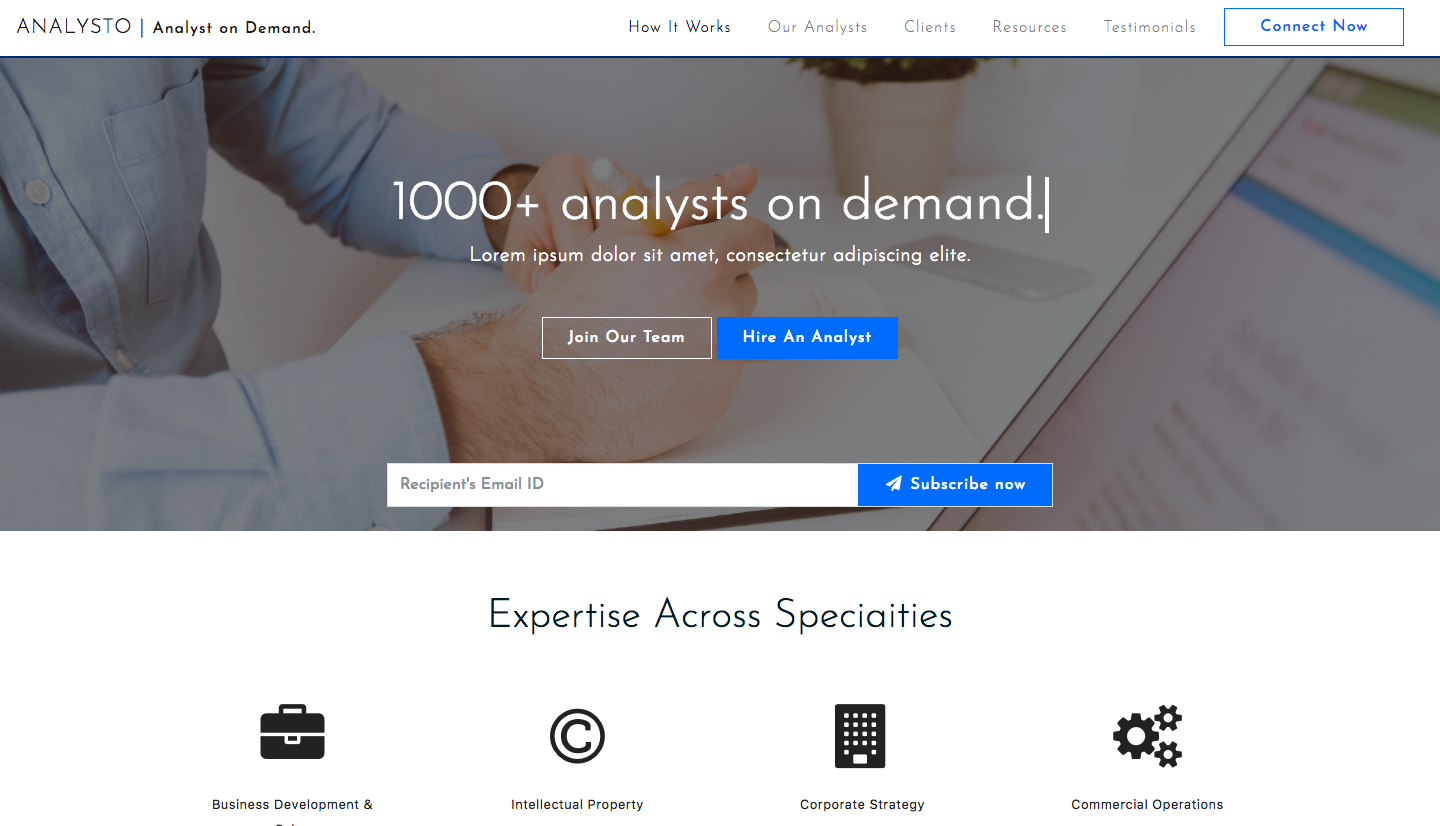 ANALYSTO | Analyst on Demand.
How It Works Our Analysts Clients Resources Testimonials Connect Now
1000+ analysts on demand.
Lorem ipsum dolor sit amet, consectetur adipiscing elite.
Join Our Team Hire An Analyst
Recipient's Email ID Subscribe now
Expertise Across Speciaities
Business Development & Intellectual Property Corporate Strategy Commercial Operations